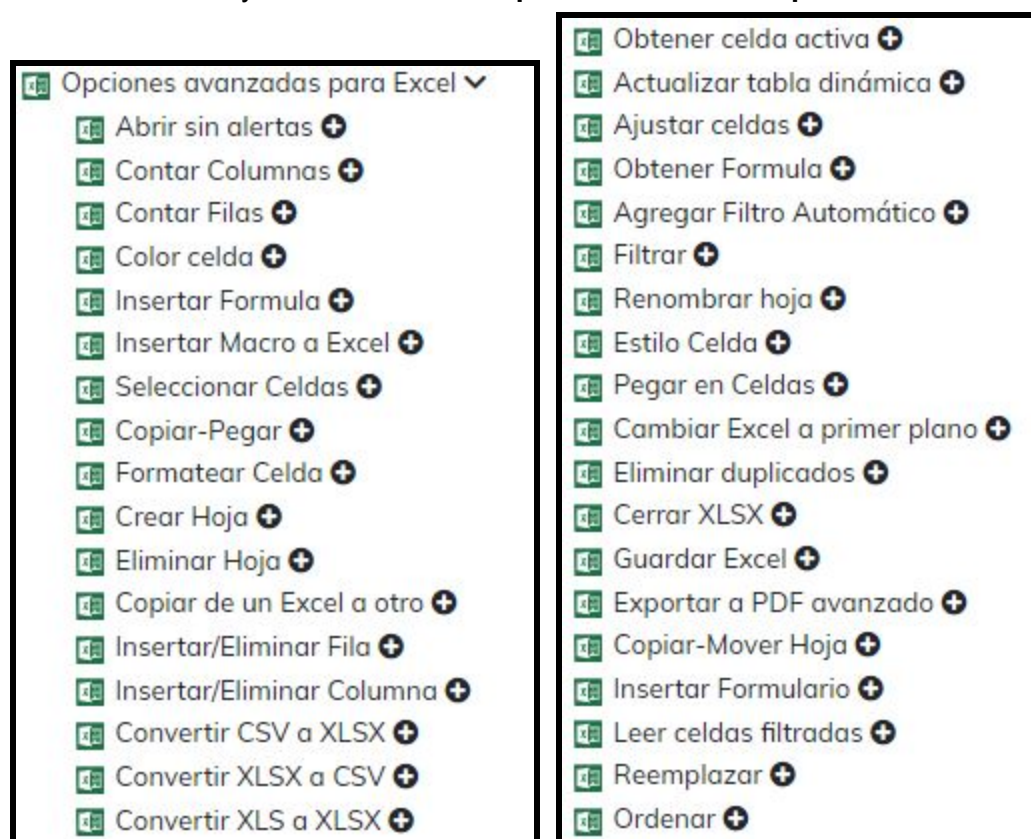 Opciones avanzadas para Excel
Abrir sin alertas
Contar Columnas
Contar Filas
Color celda
Insertar Formula
Insertar Macro a Excel
Seleccionar Celdas
Copiar-Pegar
Formatear Celda
Crear Hoja
Eliminar Hoja
Copiar de un Excel a otro
Insertar/Eliminar Fila
Insertar/Eliminar Columna
Convertir CSV a XLSX
Convertir XLSX a CSV
Convertir XLS a XLSX
Obtener celda activa
Actualizar tabla dinámica
Ajustar celdas
Obtener Formula
Agregar Filtro Automático
Filtrar
Renombrar hoja
Estilo Celda
Pegar en Celdas
Cambiar Excel a primer plano
Eliminar duplicados
Cerrar XLSX
Guardar Excel
Exportar a PDF avanzado
Copiar-Mover Hoja
Insertar Formulario
Leer celdas filtradas
Reemplazar
Ordenar